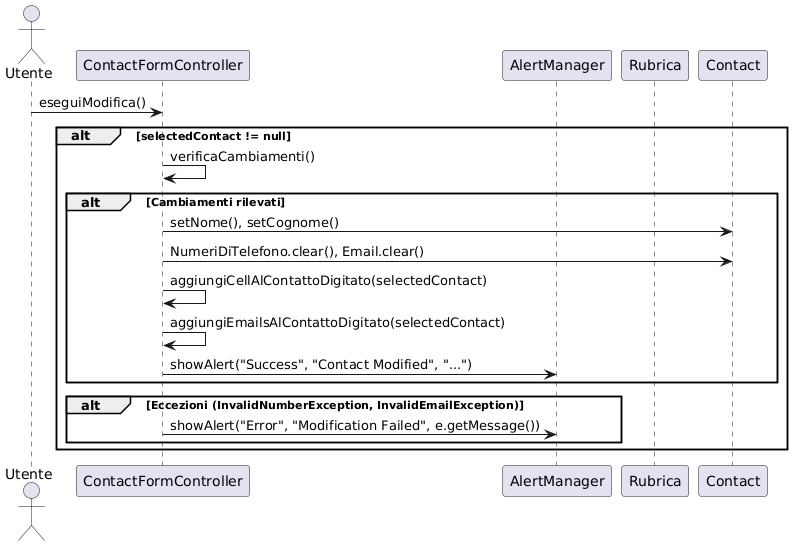 Utente
ContactFormController
AlertManager
Rubrica
Contact
eseguiModifica()
alt
[selectedContact != null]
verificaCambiamenti()
alt
[Cambiamenti rilevati]
setNome(), setCognome()
NumeriDiTelefono.clear(), Email.clear()
aggiungiCellAlContattoDigitato(selectedContact)
aggiungiEmailsAlContattoDigitato(selectedContact)
showAlert("Success", "Contact Modified", "...")
alt
[Eccezioni (InvalidNumberException, InvalidEmailException)]
showAlert("Error", "Modification Failed", e.getMessage())
Utente
ContactFormController
AlertManager
Rubrica
Contact